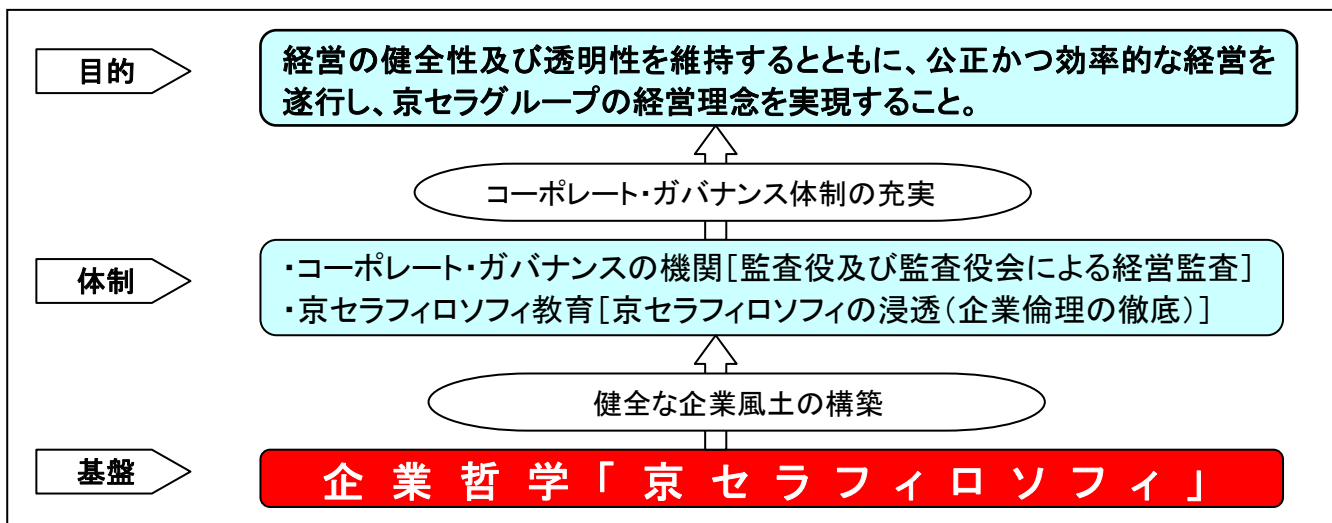 目的
経営の健全性及び透明性を維持するとともに、公正かつ効率的な経営を
遂行し、京セラグループの経営理念を実現すること。
コーポレート・ガバナンス体制の充実
体制
・コーポレート・ガバナンスの機関[監査役及び監査役会による経営監査]
・京セラフィロソフィ教育[京セラフィロソフィの浸透(企業倫理の徹底)]
健全な企業風土の構築
基盤
企業哲学「京セラフィロソフィ」